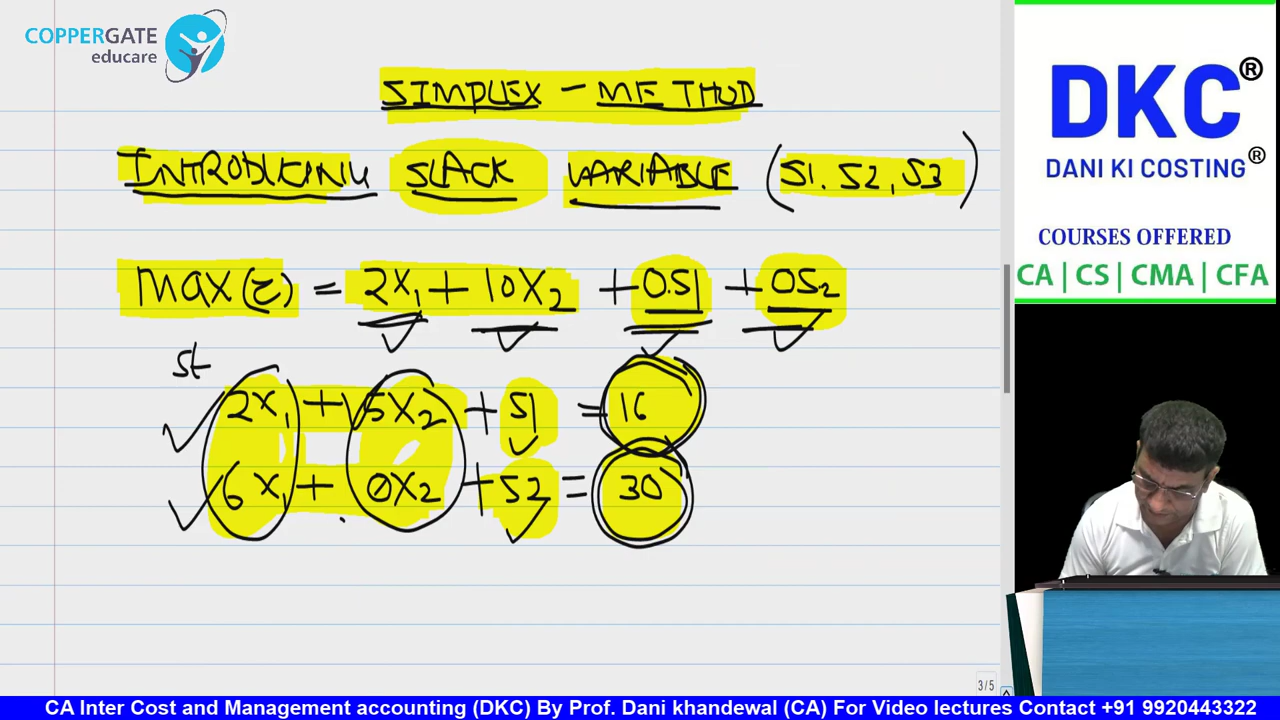 COPPERGATE
educare
SIMPLEX - METHOD
INTRODUCING SLACK VARIABLE (S1, S2, S3)
Max(Z) = 2X1 + 10X2 + 0S1 + 0S2
st
2X1 + 5X2 + S1 = 16
6X1 + 0X2 + S2 = 30
3/5
DKC®
DANI KI COSTING®
COURSES OFFERED
CA | CS | CMA | CFA
CA Inter Cost and Management accounting (DKC) By Prof. Dani khandewal (CA) For Video lectures Contact +91 9920443322